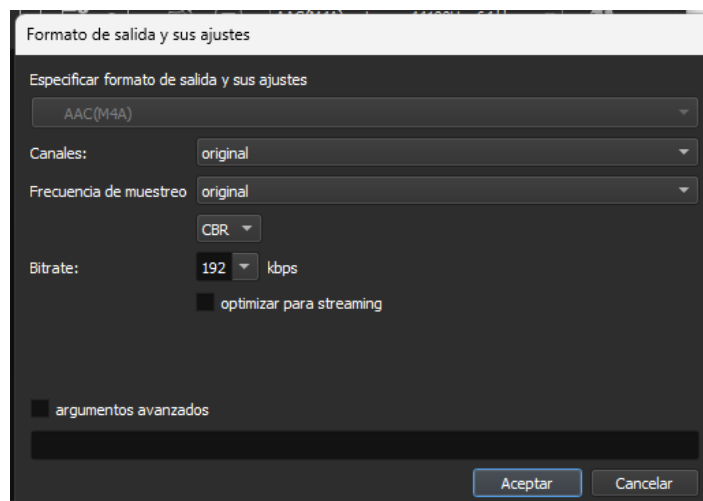 Formato de salida y sus ajustes
Especificar formato de salida y sus ajustes
AAC(M4A)
Canales: original
Frecuencia de muestreo original
CBR
Bitrate: 192 kbps
optimizar para streaming
argumentos avanzados
Aceptar Cancelar